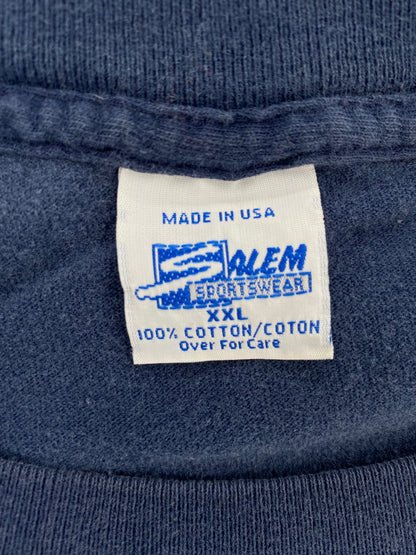 MADE IN USA
SALEM
SPORTSWEAR
XXL
100% COTTON/COTON
Over For Care